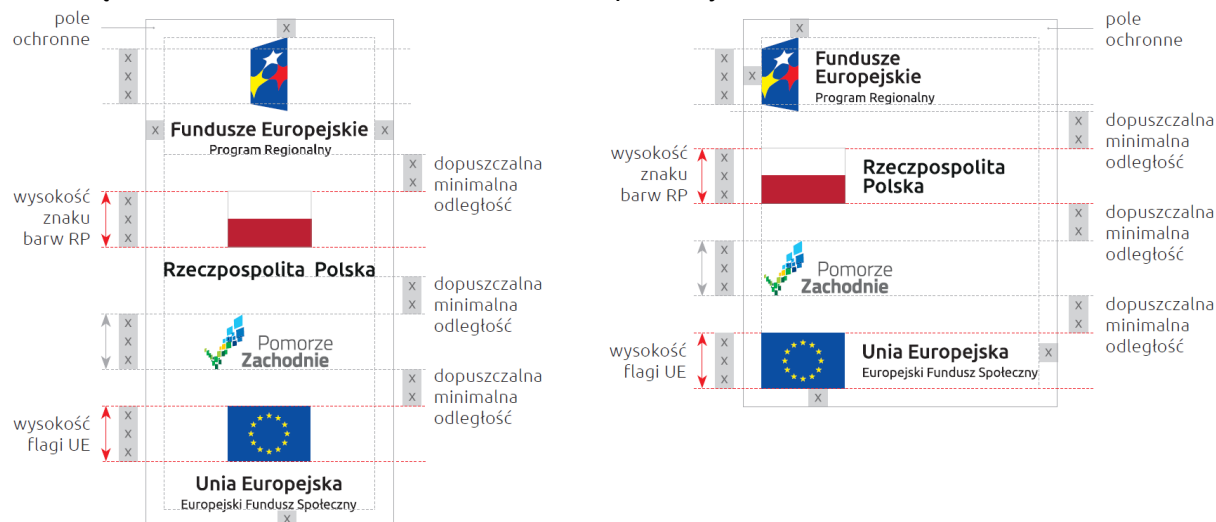 pole
ochronne
x
x
x
x
x
Fundusze Europejskie
x
Program Regionalny
x
x
dopuszczalna
minimalna
odległość
wysokość
znaku
barw RP
x
x
x
Rzeczpospolita Polska
x
x
dopuszczalna
minimalna
odległość
x
x
x
Pomorze
Zachodnie
x
x
dopuszczalna
minimalna
odległość
wysokość
flagi UE
x
x
x
Unia Europejska
Europejski Fundusz Społeczny
x
pole
ochronne
x
x
x
x
x
Fundusze
Europejskie
Program Regionalny
x
x
dopuszczalna
minimalna
odległość
wysokość
znaku
barw RP
x
x
x
Rzeczpospolita
Polska
x
x
dopuszczalna
minimalna
odległość
x
x
x
Pomorze
Zachodnie
x
x
dopuszczalna
minimalna
odległość
wysokość
flagi UE
x
x
x
Unia Europejska
Europejski Fundusz Społeczny
x
x